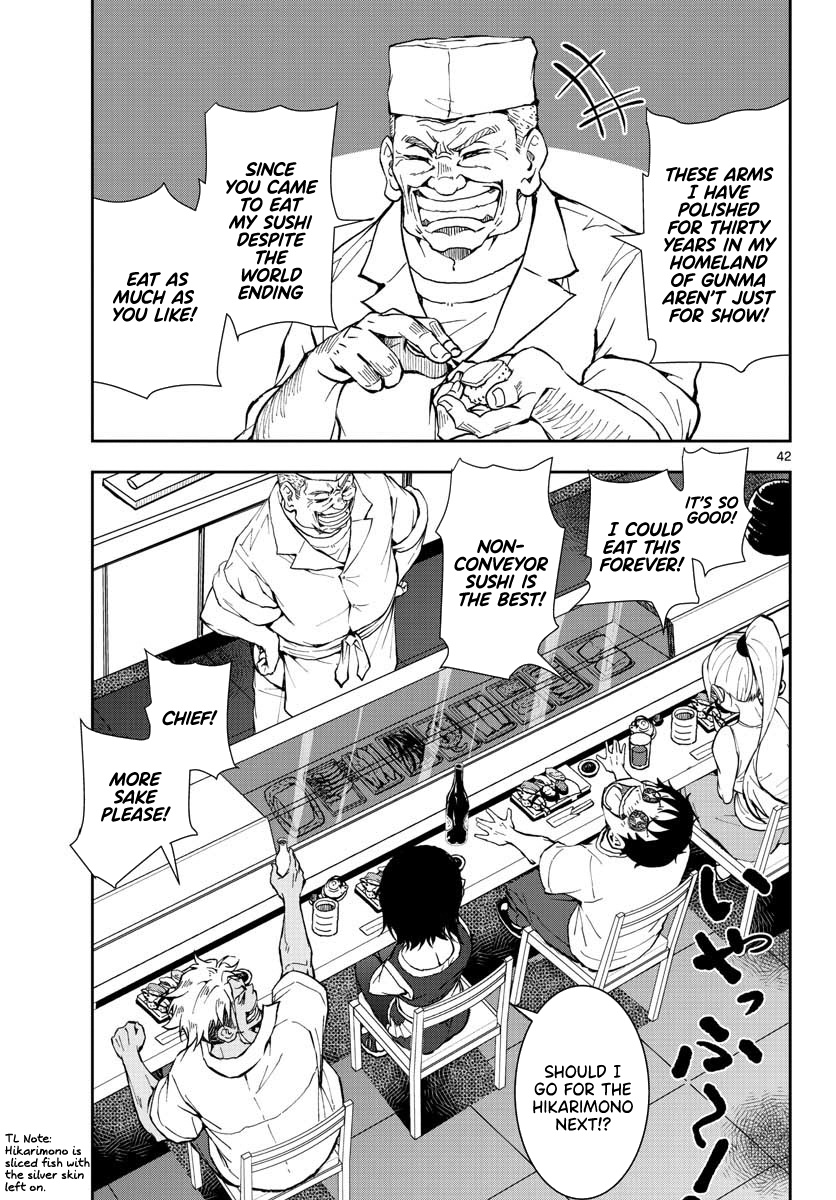 THESE ARMS
I HAVE
POLISHED
FOR THIRTY
YEARS IN MY
HOMELAND
OF GUNMA
AREN'T JUST
FOR SHOW!
SINCE
YOU CAME
TO EAT
MY SUSHI
DESPITE
THE
WORLD
ENDING
EAT AS
MUCH AS
YOU LIKE!
42
IT'S SO
GOOD!
I COULD
EAT THIS
FOREVER!
NON-
CONVEYOR
SUSHI IS
THE BEST!
CHIEF!
MORE
SAKE
PLEASE!
いやっふ～!
SHOULD I
GO FOR THE
HIKARIMONO
NEXT!?
TL Note:
Hikarimono is
sliced fish with
the silver skin
left on.